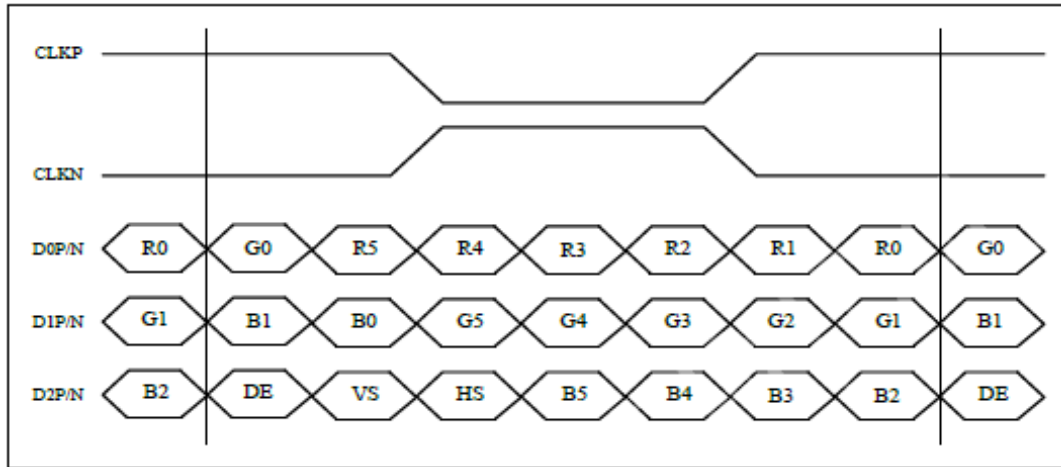 CLKP
CLKN
D0P/N R0 G0 R5 R4 R3 R2 R1 R0 G0
D1P/N G1 B1 B0 G5 G4 G3 G2 G1 B1
D2P/N B2 DE VS HS B5 B4 B3 B2 DE